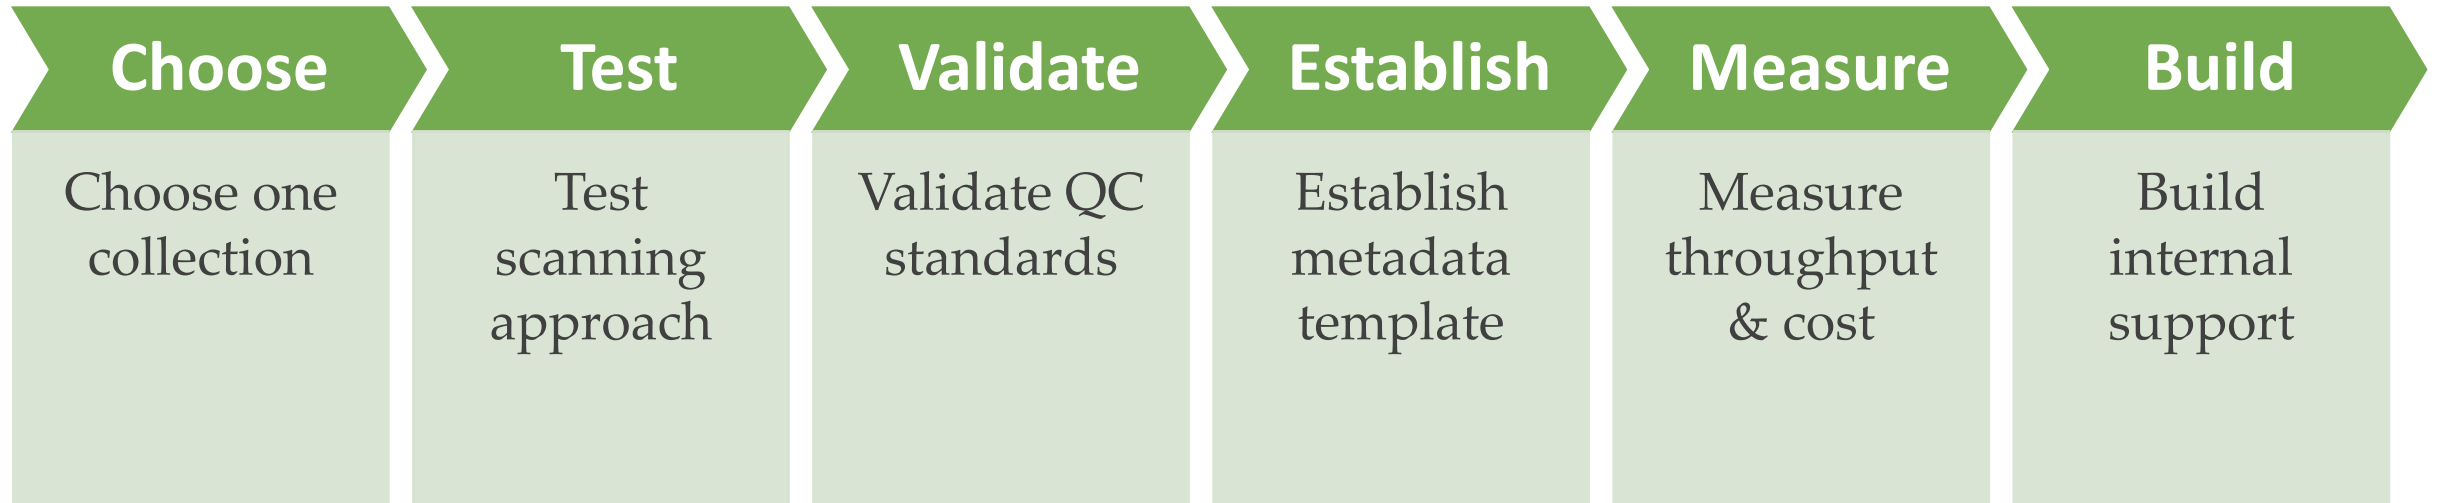 Choose
Choose one
collection
Test
Test
scanning
approach
Validate
Validate QC
standards
Establish
Establish
metadata
template
Measure
Measure
throughput
& cost
Build
Build
internal
support